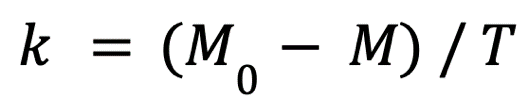 k = (M₀ − M) / T